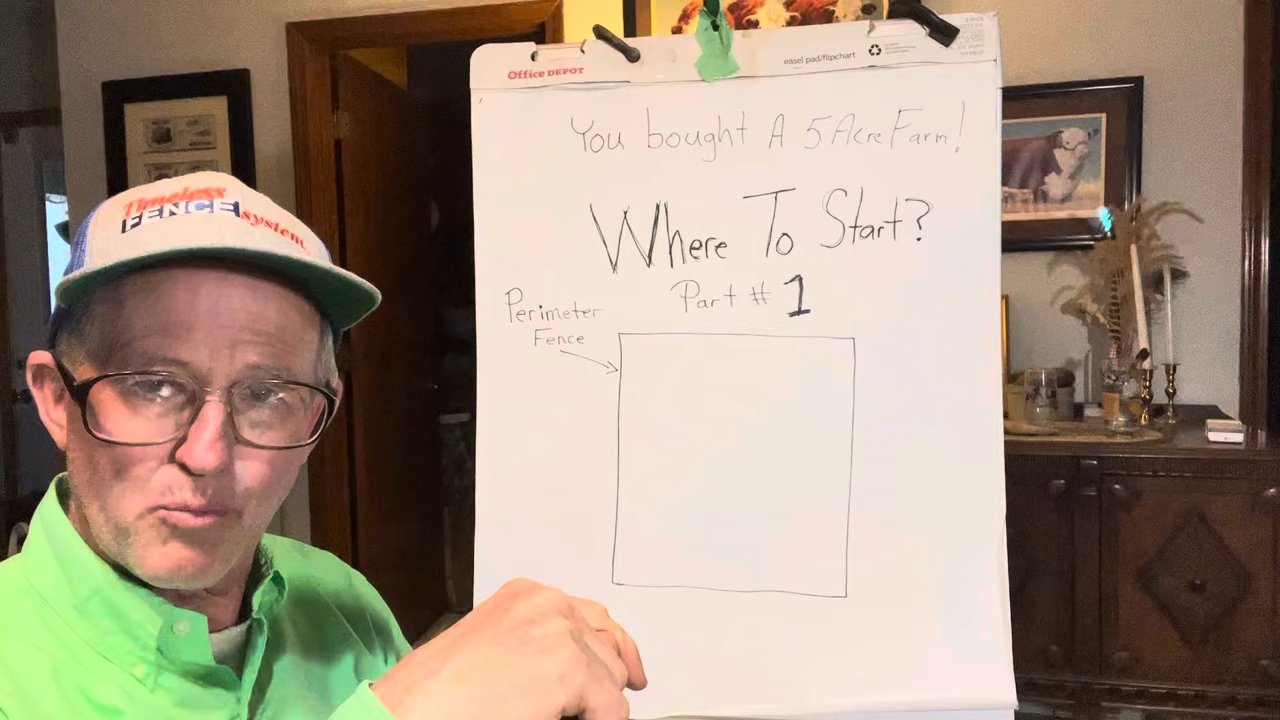 Office DEPOT
easel pad/flipchart
You bought A 5 Acre Farm!
Where To Start?
Part # 1
Perimeter
Fence
Timeless
FENCE system